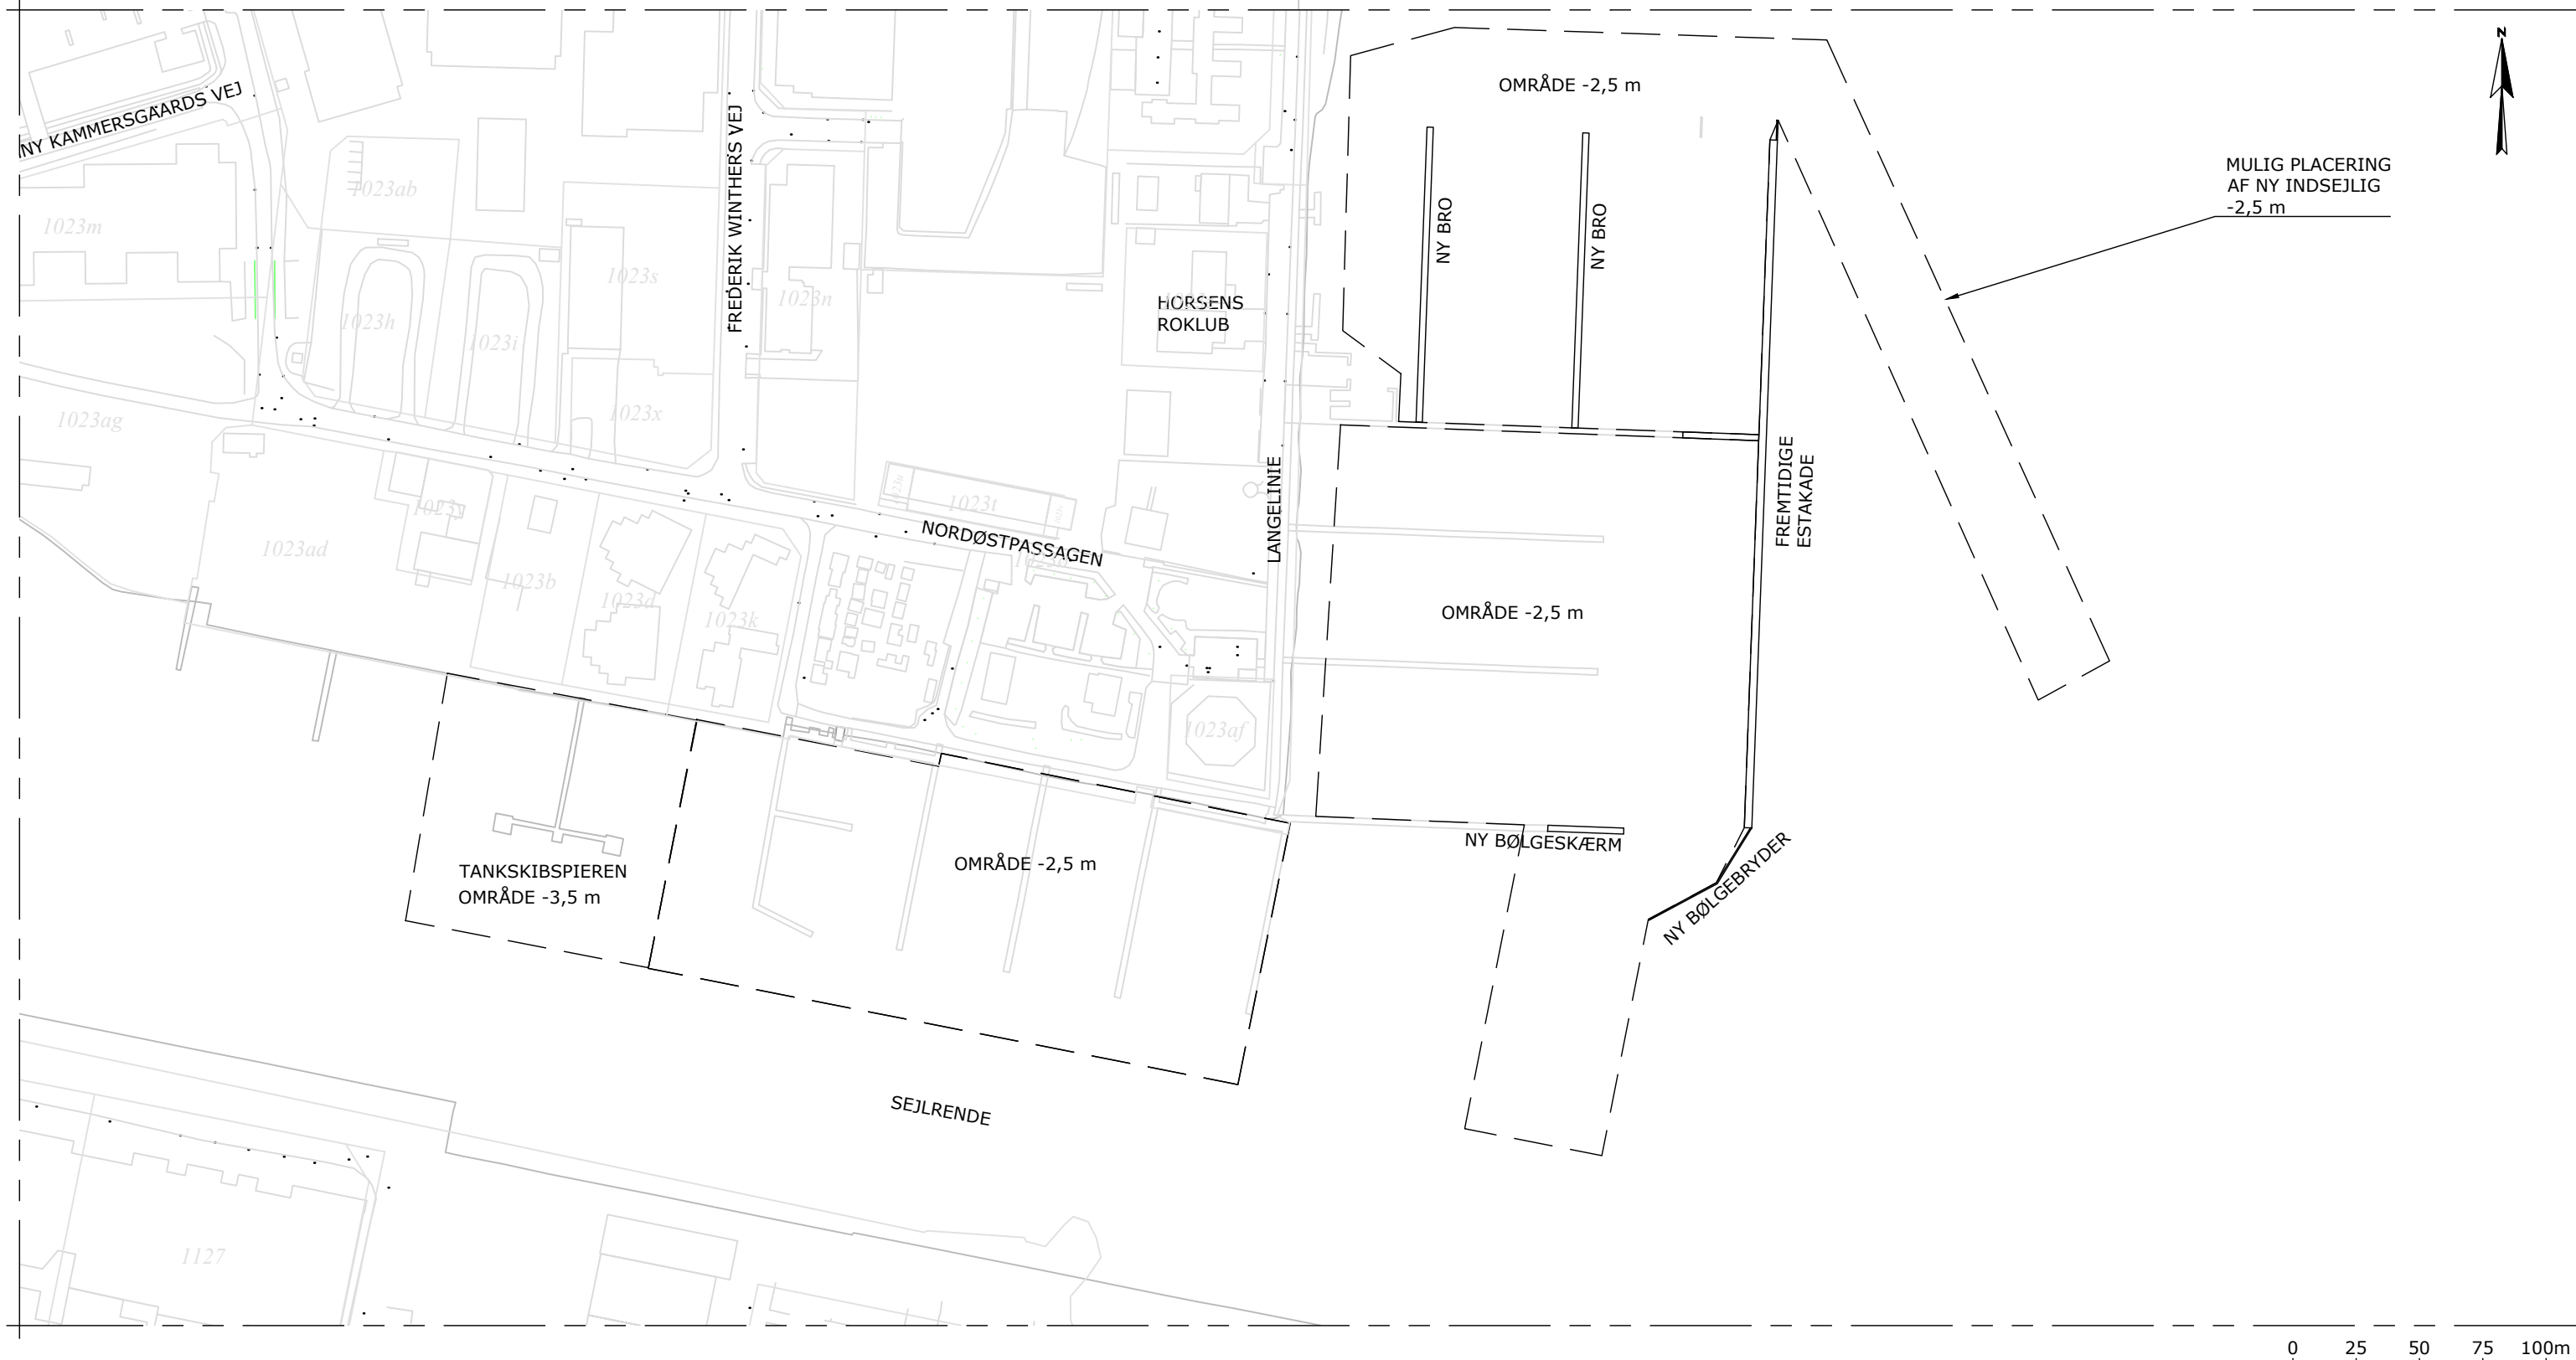 N
OMRÅDE -2,5 m
NY KAMMERSGAARDS VEJ
FREDERIK WINTHERS VEJ
MULIG PLACERING
AF NY INDSEJLIG
-2,5 m
1023ab
1023m
NY BRO
NY BRO
1023s
1023n
HORSENS
ROKLUB
1023h
1023i
1023x
1023ag
LANGELINIE
FREMTIDIGE
ESTAKADE
1023t
NORDØSTPASSAGEN
1023ad
1023b
1023d
1023k
OMRÅDE -2,5 m
1023af
NY BØLGESKÆRM
NY BØLGEBRYDER
OMRÅDE -2,5 m
TANKSKIBSPIEREN
OMRÅDE -3,5 m
SEJLRENDE
1127
0 25 50 75 100m